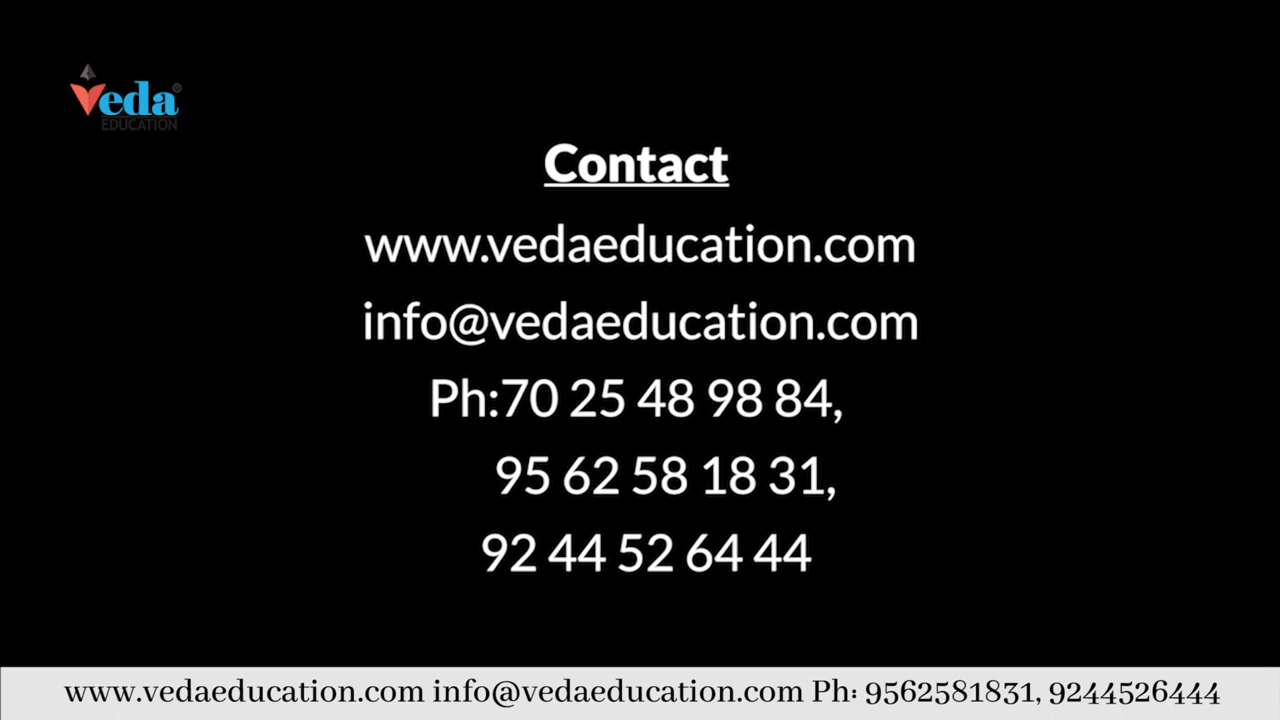 veda
EDUCATION
Contact
www.vedaeducation.com
info@vedaeducation.com
Ph:70 25 48 98 84,
95 62 58 18 31,
92 44 52 64 44
www.vedaeducation.com info@vedaeducation.com Ph: 9562581831, 9244526444